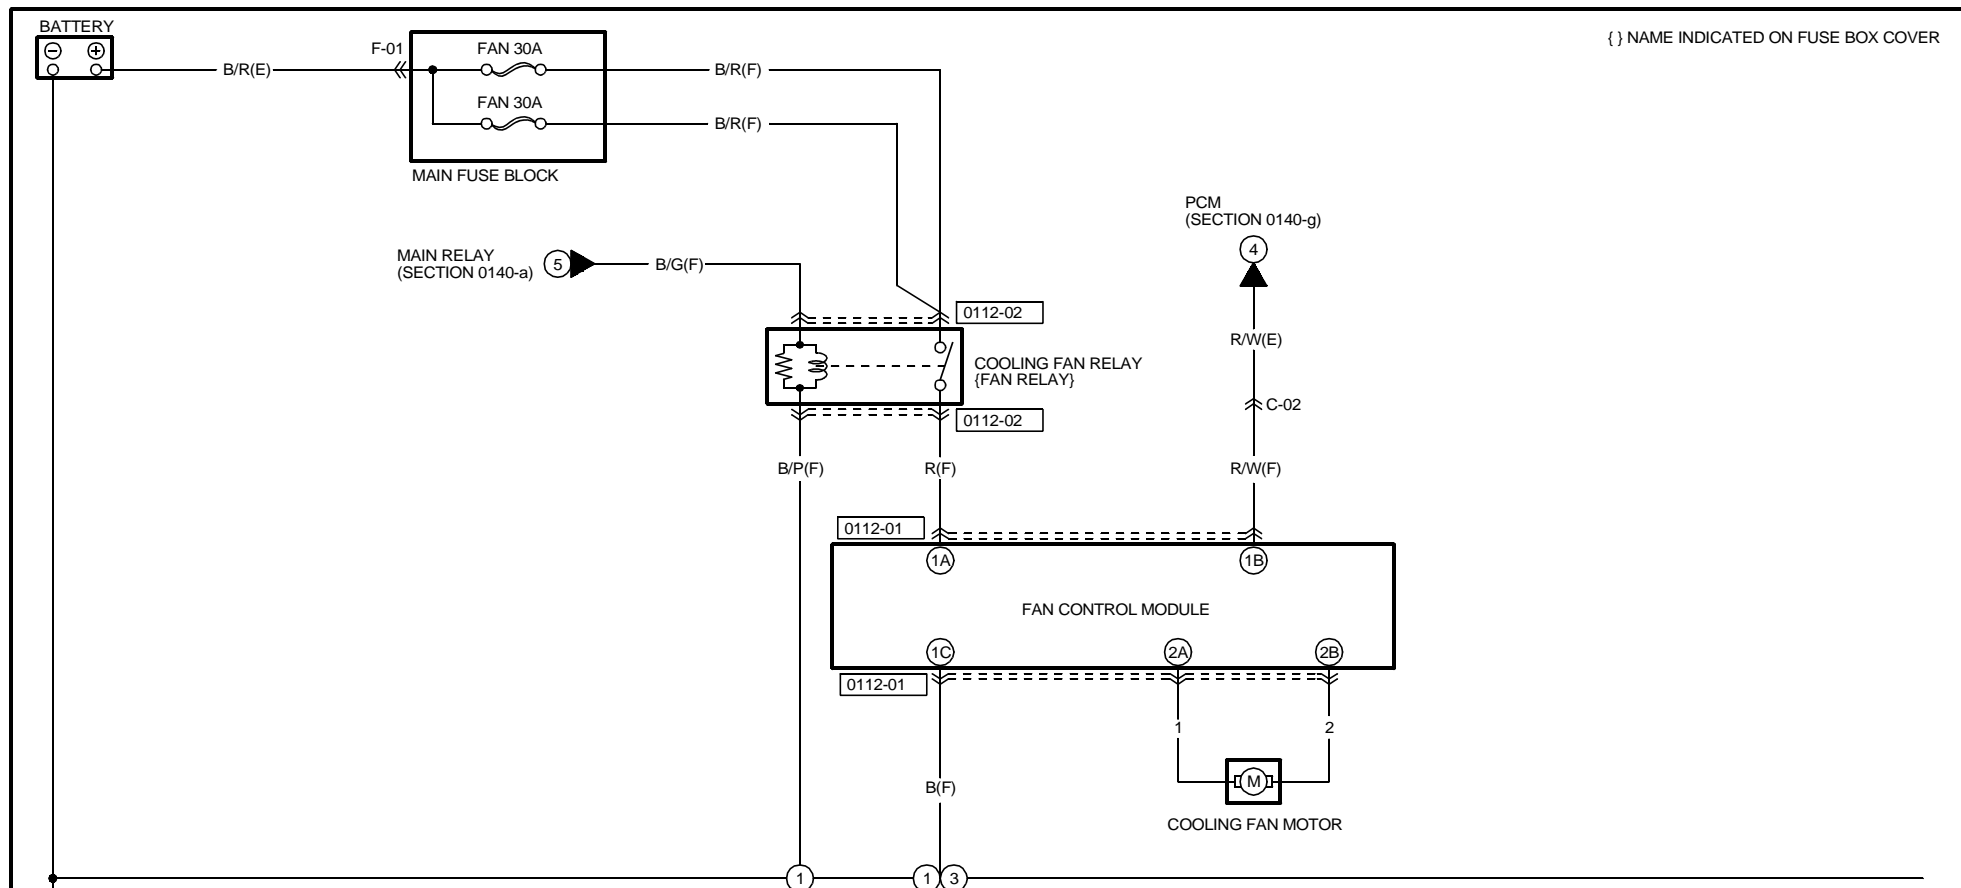 BATTERY
{ } NAME INDICATED ON FUSE BOX COVER
F-01
FAN 30A
B/R(E)
B/R(F)
FAN 30A
B/R(F)
MAIN FUSE BLOCK
PCM
(SECTION 0140-g)
4
MAIN RELAY
(SECTION 0140-a)
5
B/G(F)
0112-02
R/W(E)
COOLING FAN RELAY
{FAN RELAY}
C-02
0112-02
B/P(F)
R(F)
R/W(F)
0112-01
1A
1B
FAN CONTROL MODULE
1C
2A
2B
0112-01
1
2
M
B(F)
COOLING FAN MOTOR
1
1
3